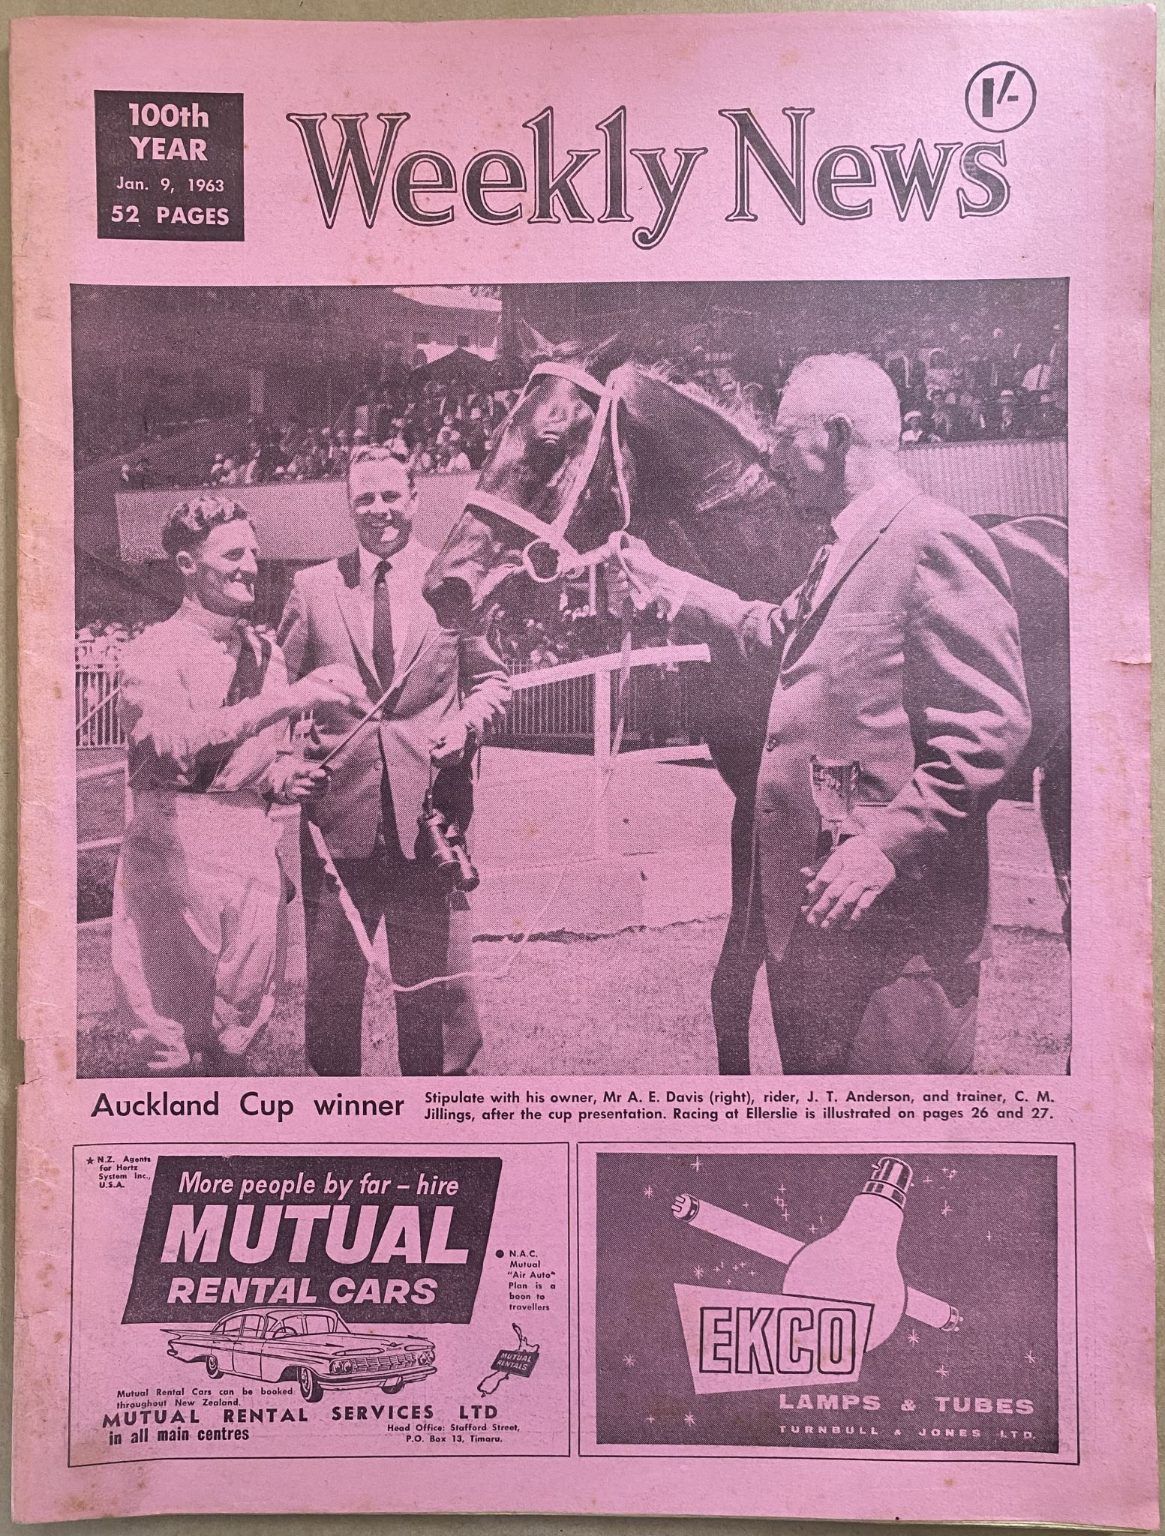 100th
YEAR
Jan. 9, 1963
52 PAGES
Weekly News
1/-
Auckland Cup winner
Stipulate with his owner, Mr A. E. Davis (right), rider, J. T. Anderson, and trainer, C. M.
Jillings, after the cup presentation. Racing at Ellerslie is illustrated on pages 26 and 27.
★ N.Z. Agents
for Hertz
System Inc.,
U.S.A.
More people by far – hire
MUTUAL
RENTAL CARS
● N.A.C.
Mutual
"Air Auto"
Plan is a
boon to
travellers
MUTUAL
RENTALS
Mutual Rental Cars can be booked
throughout New Zealand.
MUTUAL RENTAL SERVICES LTD
in all main centres
Head Office: Stafford Street,
P.O. Box 13, Timaru.
EKCO
LAMPS & TUBES
TURNBULL & JONES LTD.